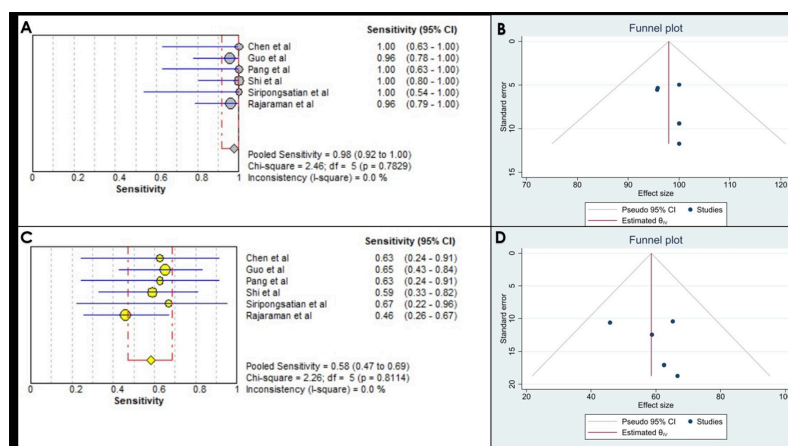 A
Sensitivity (95% CI)
Chen et al 1.00 (0.63 - 1.00)
Guo et al 0.96 (0.78 - 1.00)
Pang et al 1.00 (0.63 - 1.00)
Shi et al 1.00 (0.80 - 1.00)
Siripongsatian et al 1.00 (0.54 - 1.00)
Rajaraman et al 0.96 (0.79 - 1.00)
Pooled Sensitivity = 0.98 (0.92 to 1.00)
Chi-square = 2.46; df = 5 (p = 0.7829)
Inconsistency (I-square) = 0.0 %
0 0.2 0.4 0.6 0.8 1
Sensitivity
B
Funnel plot
Standard error
0
5
10
15
70 80 90 100 110 120
Effect size
Pseudo 95% CI Studies
Estimated θIV
C
Sensitivity (95% CI)
Chen et al 0.63 (0.24 - 0.91)
Guo et al 0.65 (0.43 - 0.84)
Pang et al 0.63 (0.24 - 0.91)
Shi et al 0.59 (0.33 - 0.82)
Siripongsatian et al 0.67 (0.22 - 0.96)
Rajaraman et al 0.46 (0.26 - 0.67)
Pooled Sensitivity = 0.58 (0.47 to 0.69)
Chi-square = 2.26; df = 5 (p = 0.8114)
Inconsistency (I-square) = 0.0 %
0 0.2 0.4 0.6 0.8 1
Sensitivity
D
Funnel plot
Standard error
0
5
10
15
20
20 40 60 80 100
Effect size
Pseudo 95% CI Studies
Estimated θIV